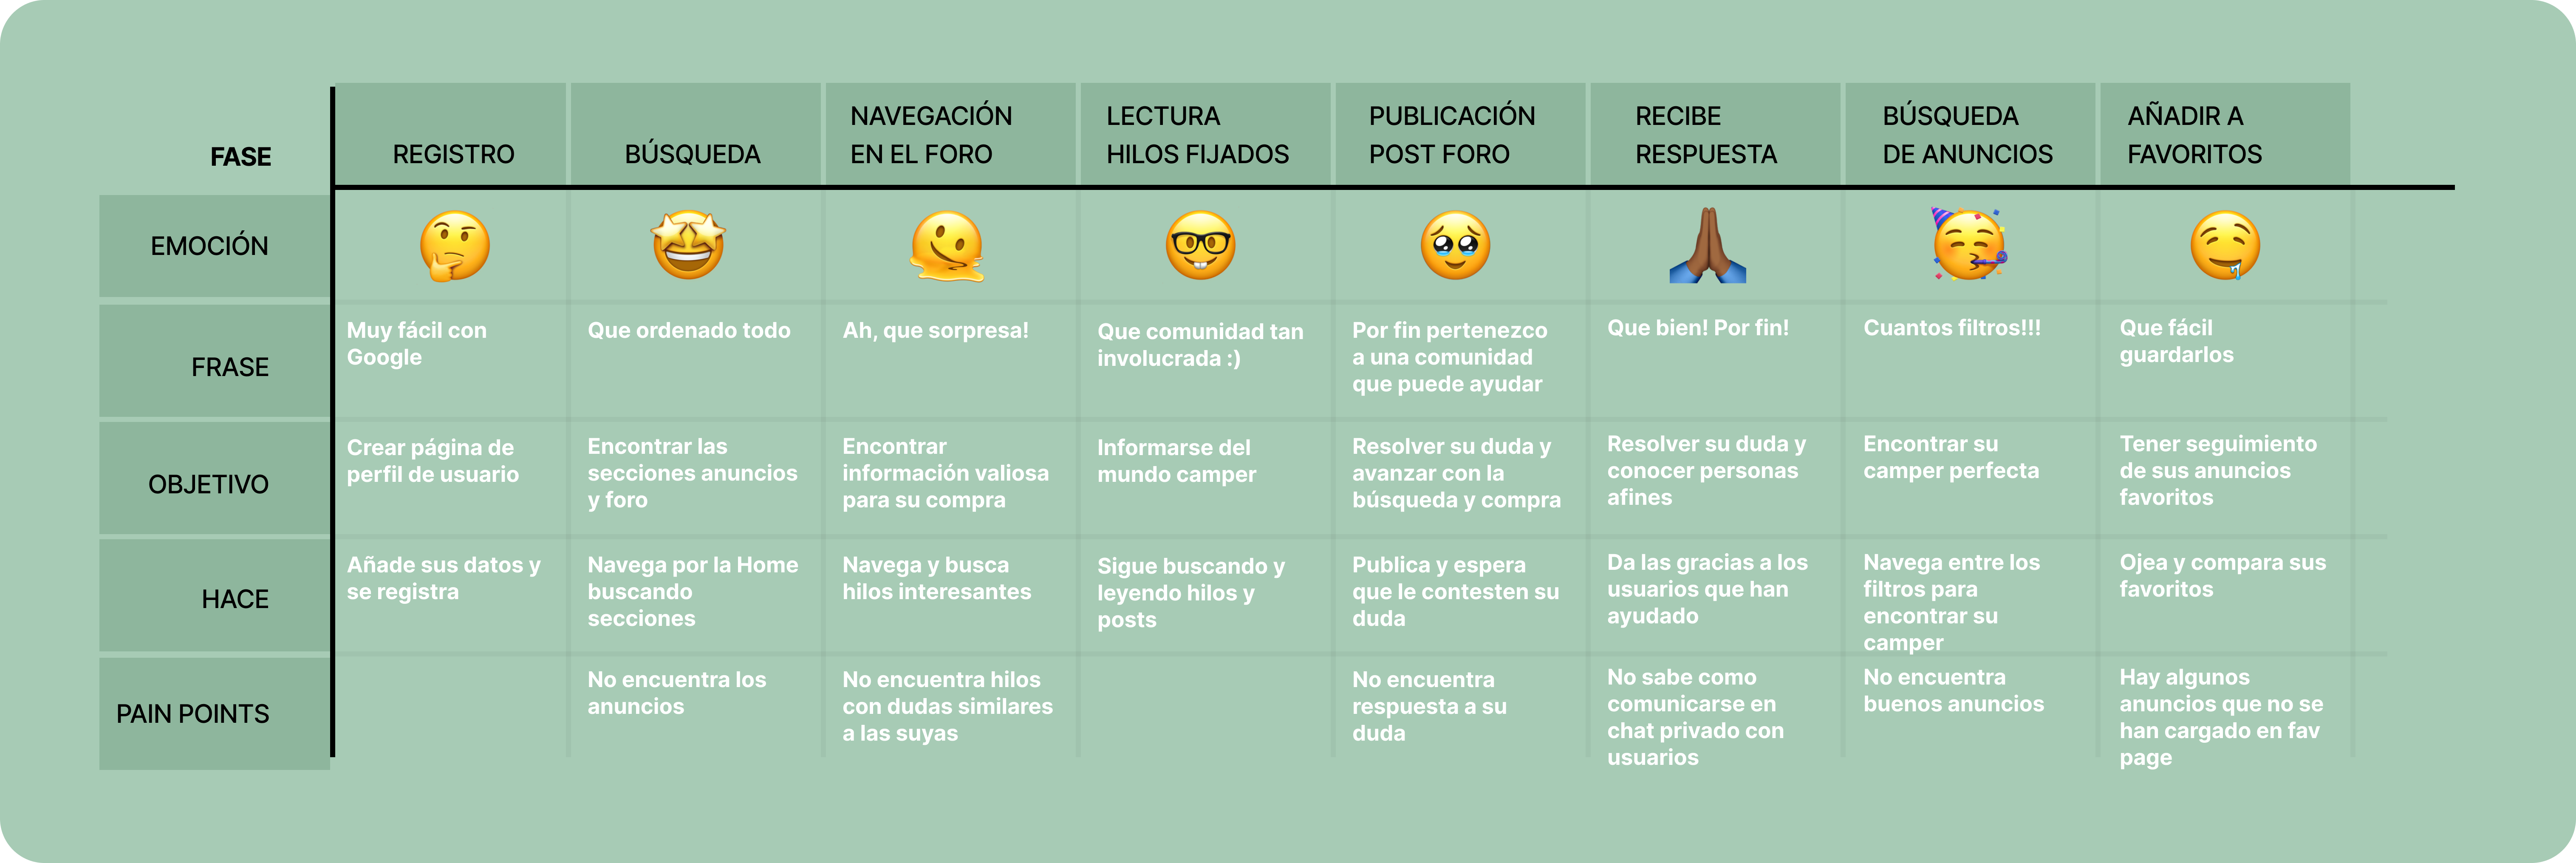 FASE
REGISTRO
BÚSQUEDA
NAVEGACIÓN
EN EL FORO
LECTURA
HILOS FIJADOS
PUBLICACIÓN
POST FORO
RECIBE
RESPUESTA
BÚSQUEDA
DE ANUNCIOS
AÑADIR A
FAVORITOS
EMOCIÓN
FRASE
Muy fácil con
Google
Que ordenado todo
Ah, que sorpresa!
Que comunidad tan
involucrada :)
Por fin pertenezco
a una comunidad
que puede ayudar
Que bien! Por fin!
Cuantos filtros!!!
Que fácil
guardarlos
OBJETIVO
Crear página de
perfil de usuario
Encontrar las
secciones anuncios
y foro
Encontrar
información valiosa
para su compra
Informarse del
mundo camper
Resolver su duda y
avanzar con la
búsqueda y compra
Resolver su duda y
conocer personas
afines
Encontrar su
camper perfecta
Tener seguimiento
de sus anuncios
favoritos
HACE
Añade sus datos y
se registra
Navega por la Home
buscando
secciones
Navega y busca
hilos interesantes
Sigue buscando y
leyendo hilos y
posts
Publica y espera
que le contesten su
duda
Da las gracias a los
usuarios que han
ayudado
Navega entre los
filtros para
encontrar su
camper
Ojea y compara sus
favoritos
PAIN POINTS
No encuentra los
anuncios
No encuentra hilos
con dudas similares
a las suyas
No encuentra
respuesta a su
duda
No sabe como
comunicarse en
chat privado con
usuarios
No encuentra
buenos anuncios
Hay algunos
anuncios que no se
han cargado en fav
page